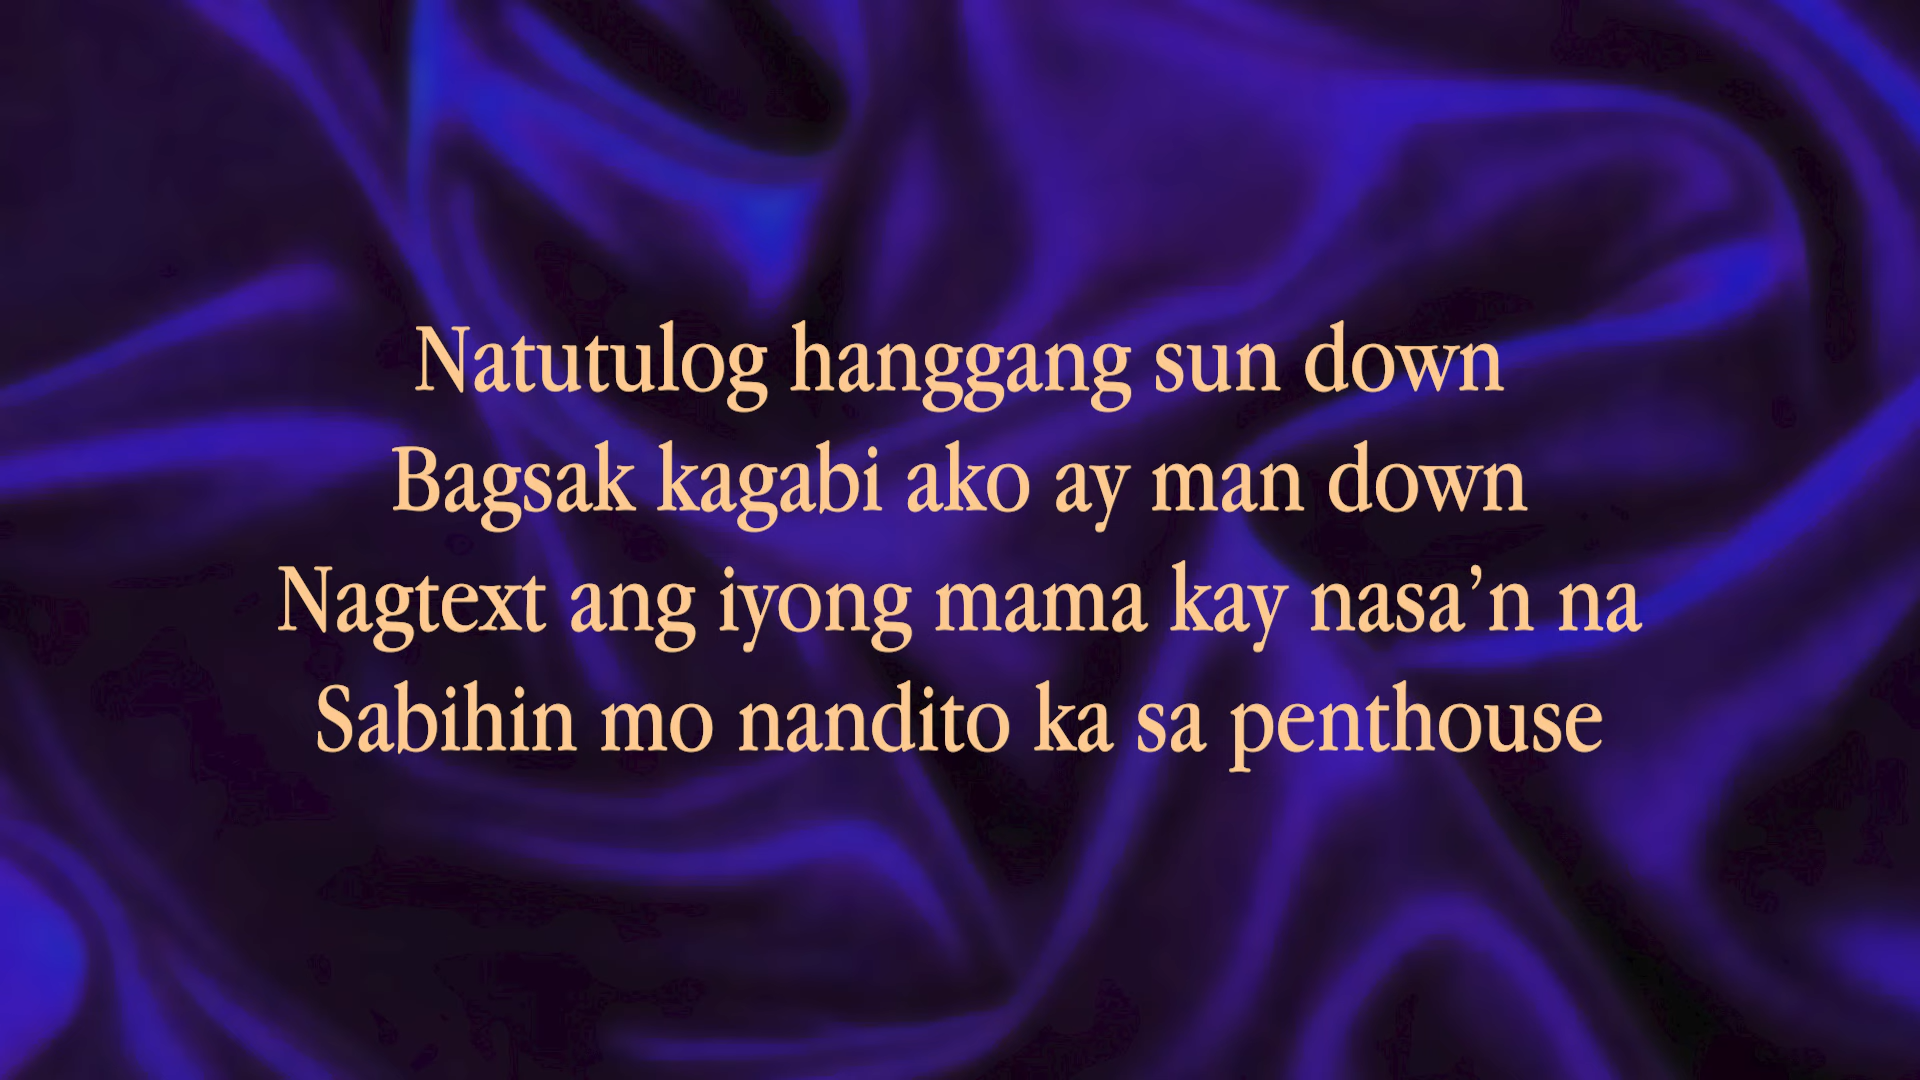 Natutulog hanggang sun down
Bagsak kagabi ako ay man down
Nagtext ang iyong mama kay nasa’n na
Sabihin mo nandito ka sa penthouse